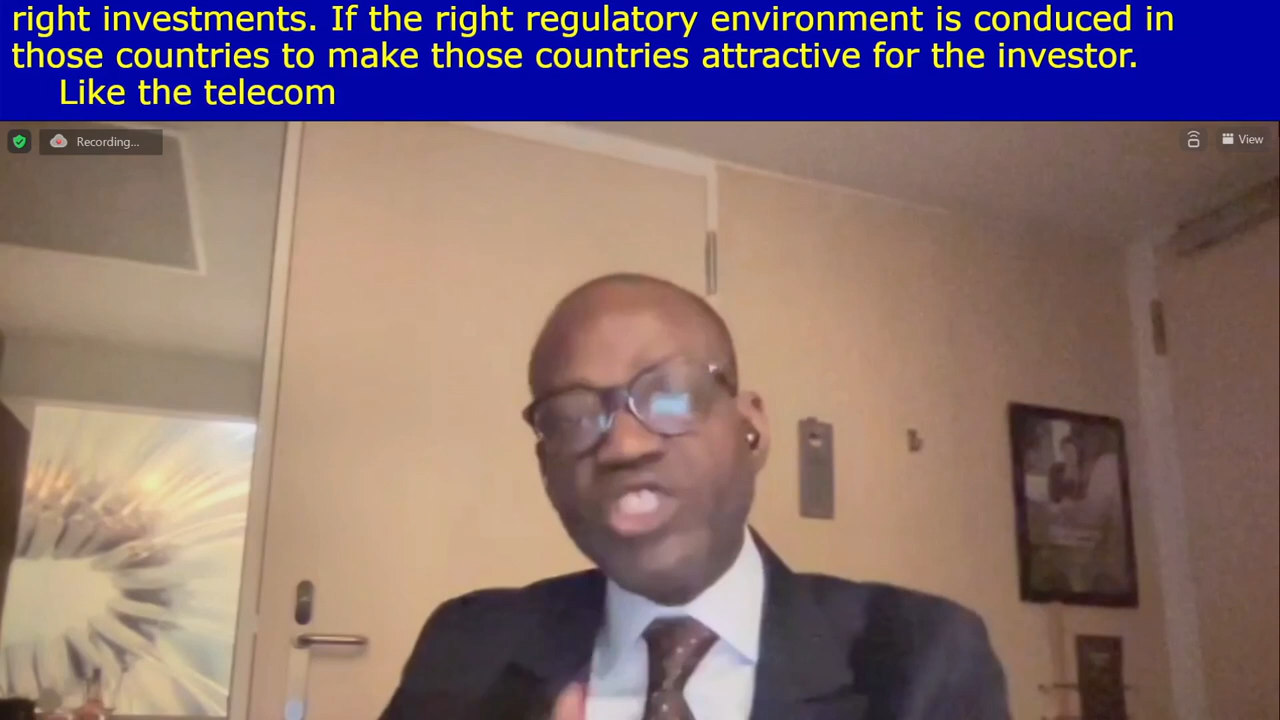 right investments. If the right regulatory environment is conduced in
those countries to make those countries attractive for the investor.
Like the telecom
Recording...
View